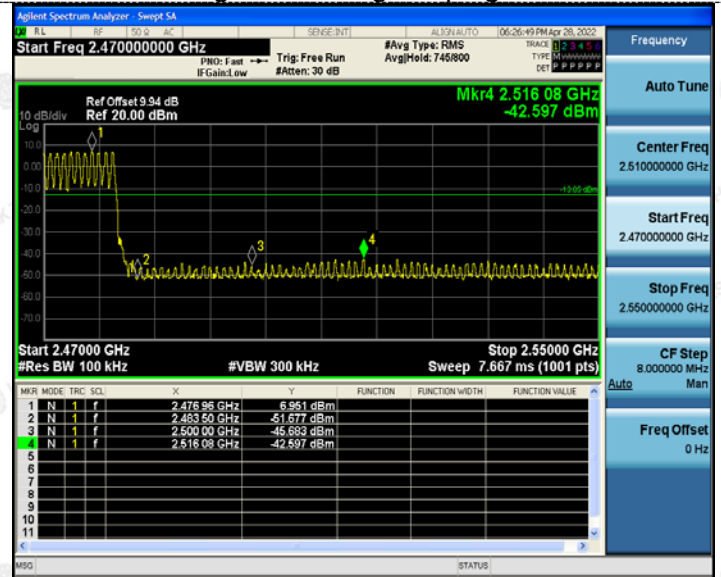 Agilent Spectrum Analyzer - Swept SA
RL RF 50 Ω AC SENSE:INT ALIGNAUTO 06:26:49 PM Apr 28, 2022
Start Freq 2.470000000 GHz
PNO: Fast
IFGain:Low
Trig: Free Run
#Atten: 30 dB
#Avg Type: RMS
Avg|Hold: 745/800
TRACE 1 2 3 4 5 6
TYPE M
DET P P P P P P
Frequency
Auto Tune
Center Freq
2.510000000 GHz
Start Freq
2.470000000 GHz
Stop Freq
2.550000000 GHz
CF Step
8.000000 MHz
Auto Man
Freq Offset
0 Hz
Mkr4 2.516 08 GHz
-42.597 dBm
Ref Offset 9.94 dB
10 dB/div Ref 20.00 dBm
Log
10.0
0.00
-10.0
-20.0
-30.0
-40.0
-50.0
-60.0
-70.0
1
2
3
4
-13.05 dBm
Start 2.47000 GHz Stop 2.55000 GHz
#Res BW 100 kHz #VBW 300 kHz Sweep 7.667 ms (1001 pts)
MKR MODE TRC SCL X Y FUNCTION FUNCTION WIDTH FUNCTION VALUE
1 N 1 f 2.476 96 GHz 6.951 dBm
2 N 1 f 2.483 50 GHz -51.677 dBm
3 N 1 f 2.500 00 GHz -45.683 dBm
4 N 1 f 2.516 08 GHz -42.597 dBm
5
6
7
8
9
10
11
MSG STATUS